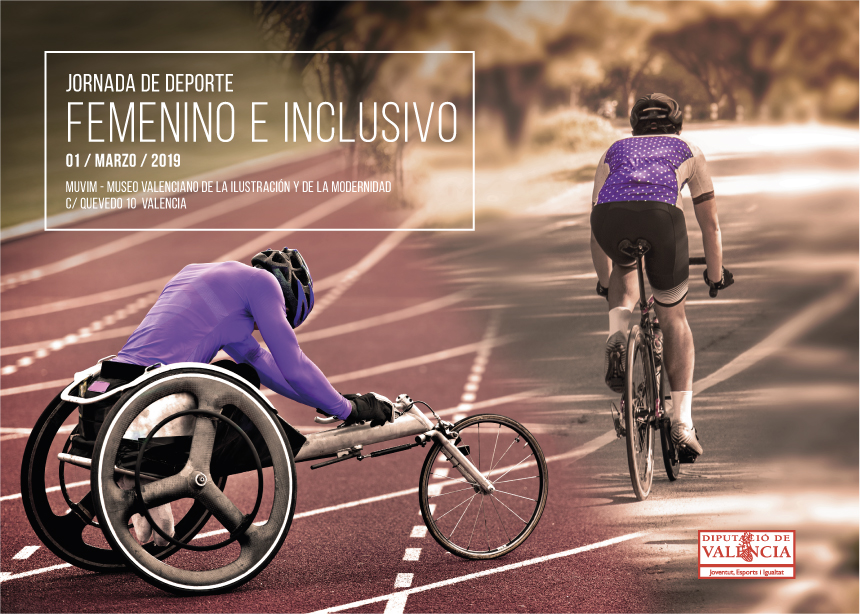 JORNADA DE DEPORTE
FEMENINO E INCLUSIVO
01 / MARZO / 2019
MUVIM - MUSEO VALENCIANO DE LA ILUSTRACIÓN Y DE LA MODERNIDAD
C/ QUEVEDO 10 VALENCIA
DIPUTACIÓ DE
VALÈNCIA
Joventut, Esports i Igualtat